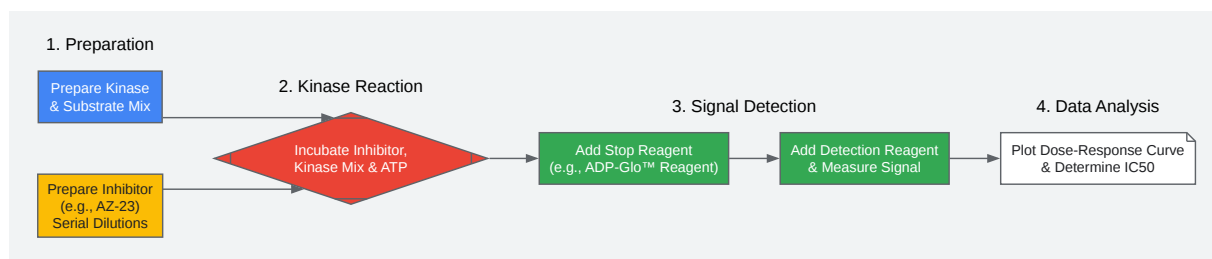 1. Preparation
Prepare Kinase
& Substrate Mix
Prepare Inhibitor
(e.g., AZ-23)
Serial Dilutions
2. Kinase Reaction
Incubate Inhibitor,
Kinase Mix & ATP
3. Signal Detection
Add Stop Reagent
(e.g., ADP-Glo™ Reagent)
Add Detection Reagent
& Measure Signal
4. Data Analysis
Plot Dose-Response Curve
& Determine IC50